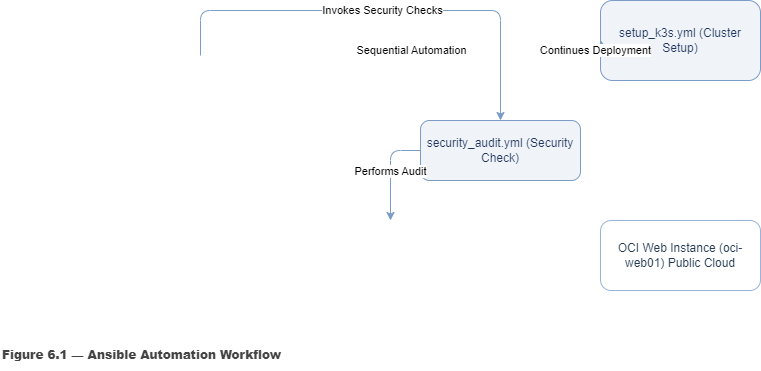 Invokes Security Checks
setup_k3s.yml (Cluster
Setup)
Sequential Automation
Continues Deployment
security_audit.yml (Security
Check)
Performs Audit
OCI Web Instance (oci-
web01) Public Cloud
Figure 6.1 — Ansible Automation Workflow